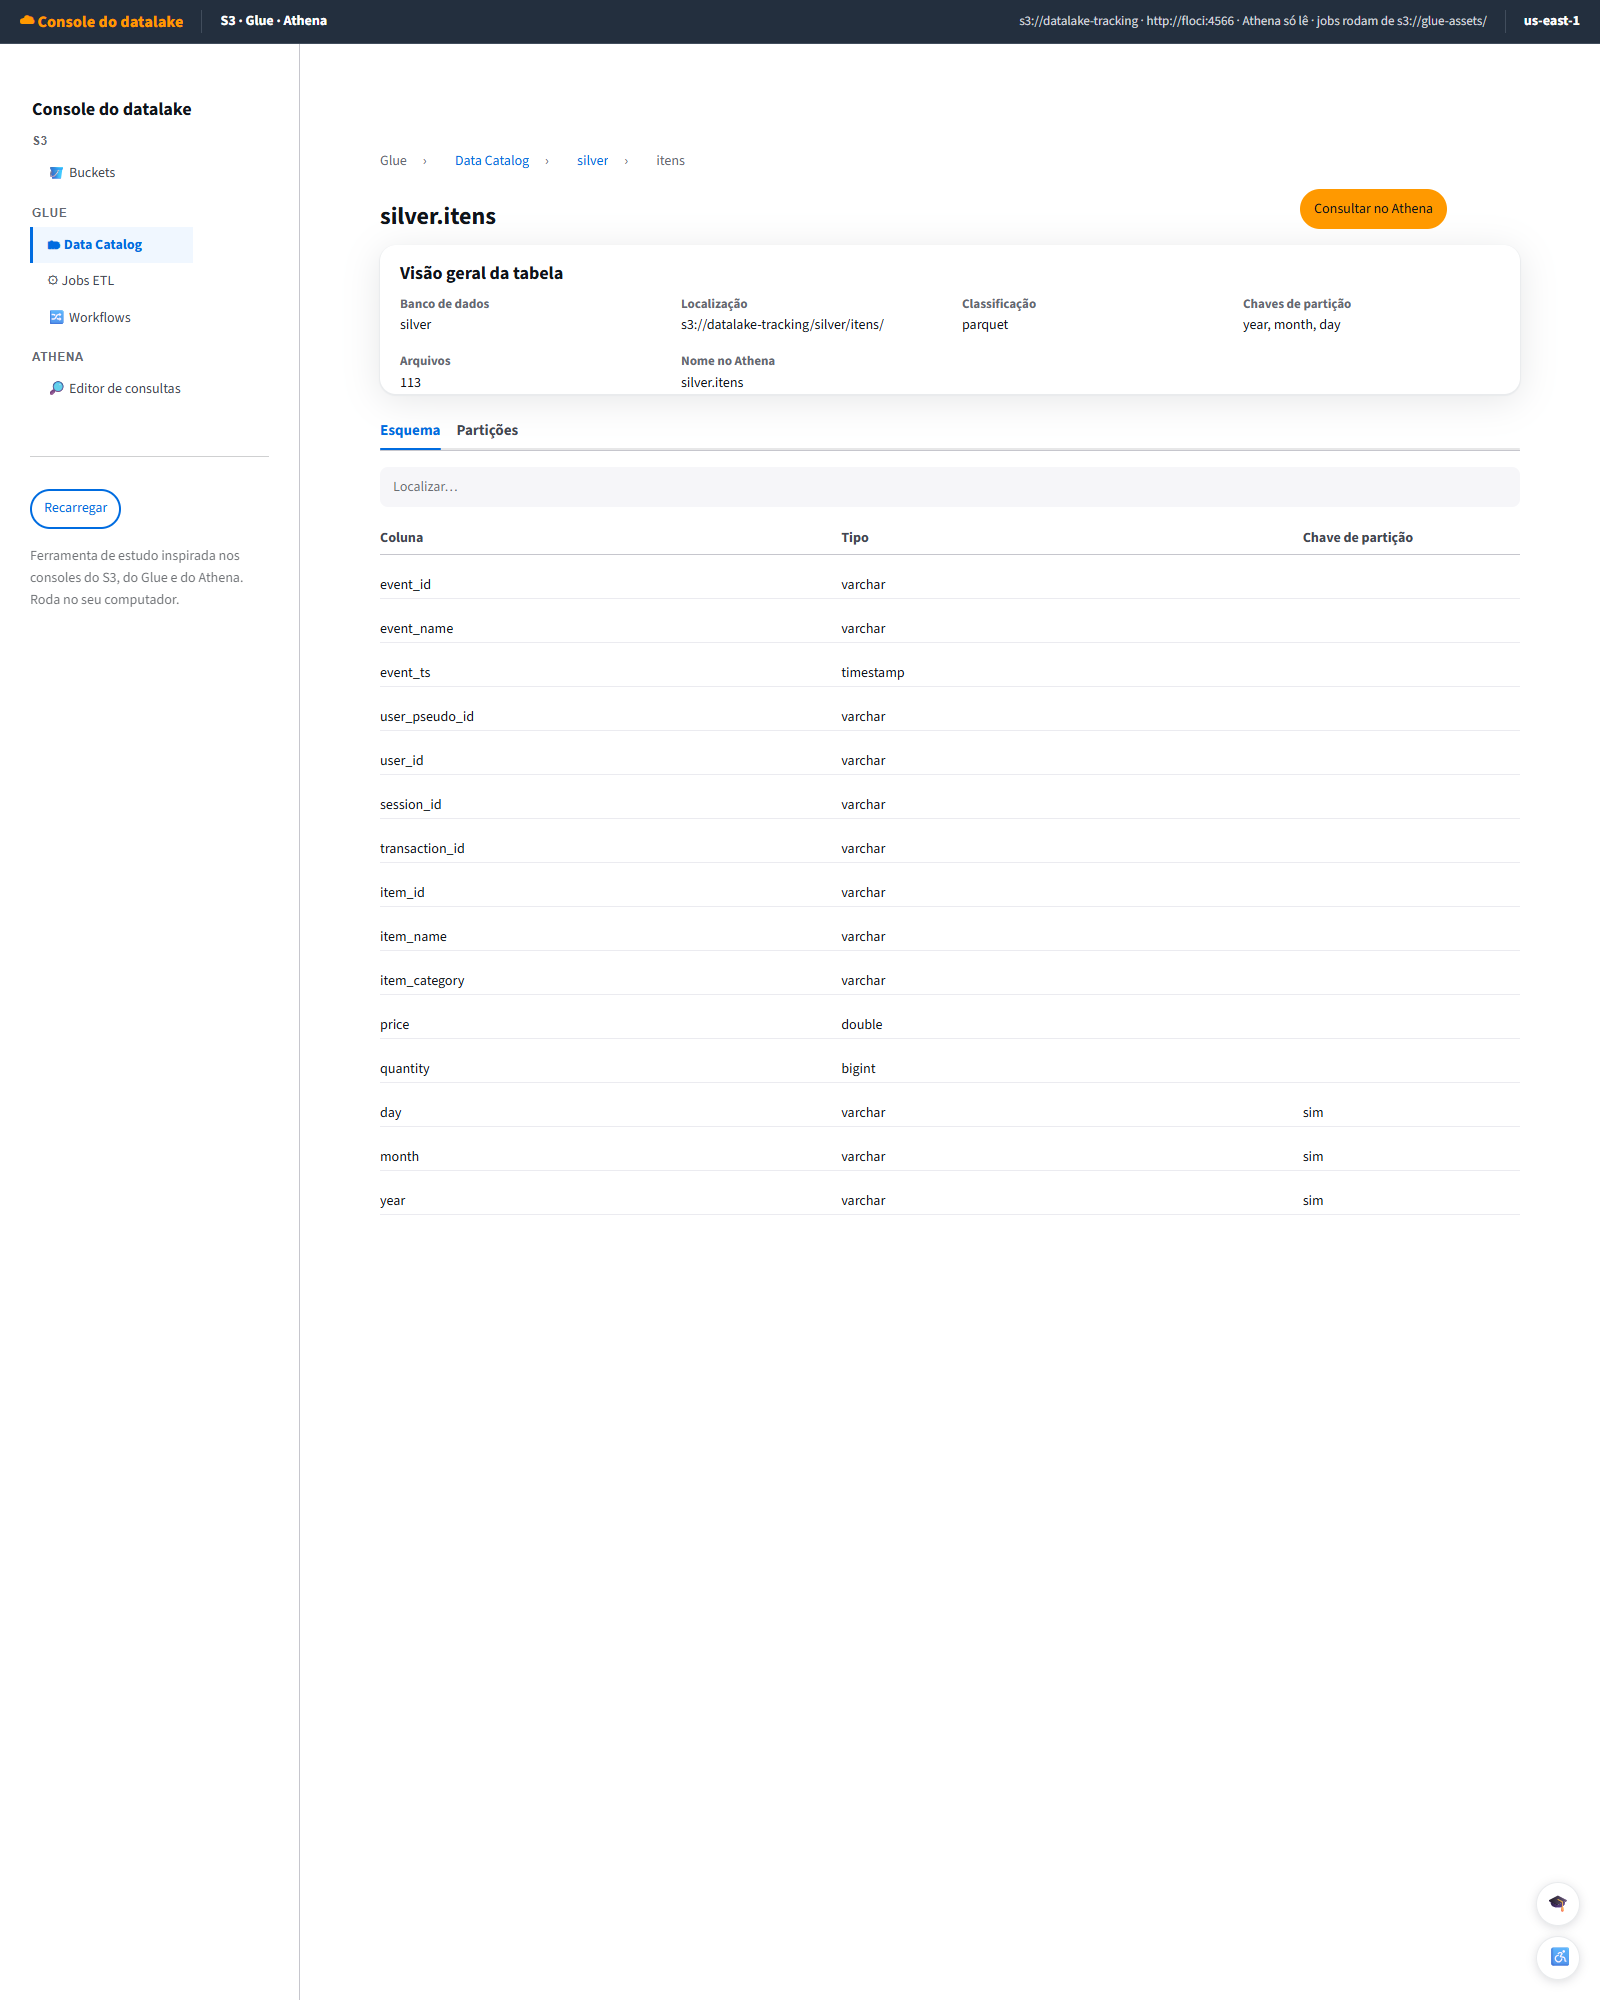 Console do datalake
S3 · Glue · Athena
s3://datalake-tracking · http://floci:4566 · Athena só lê · jobs rodam de s3://glue-assets/
us-east-1
Console do datalake
S3
Buckets
GLUE
Data Catalog
Jobs ETL
Workflows
ATHENA
Editor de consultas
Recarregar
Ferramenta de estudo inspirada nos
consoles do S3, do Glue e do Athena.
Roda no seu computador.
Glue › Data Catalog › silver › itens
silver.itens
Consultar no Athena
Visão geral da tabela
Banco de dados
silver
Localização
s3://datalake-tracking/silver/itens/
Classificação
parquet
Chaves de partição
year, month, day
Arquivos
113
Nome no Athena
silver.itens
Esquema Partições
Localizar...
Coluna Tipo Chave de partição
event_id varchar
event_name varchar
event_ts timestamp
user_pseudo_id varchar
user_id varchar
session_id varchar
transaction_id varchar
item_id varchar
item_name varchar
item_category varchar
price double
quantity bigint
day varchar sim
month varchar sim
year varchar sim